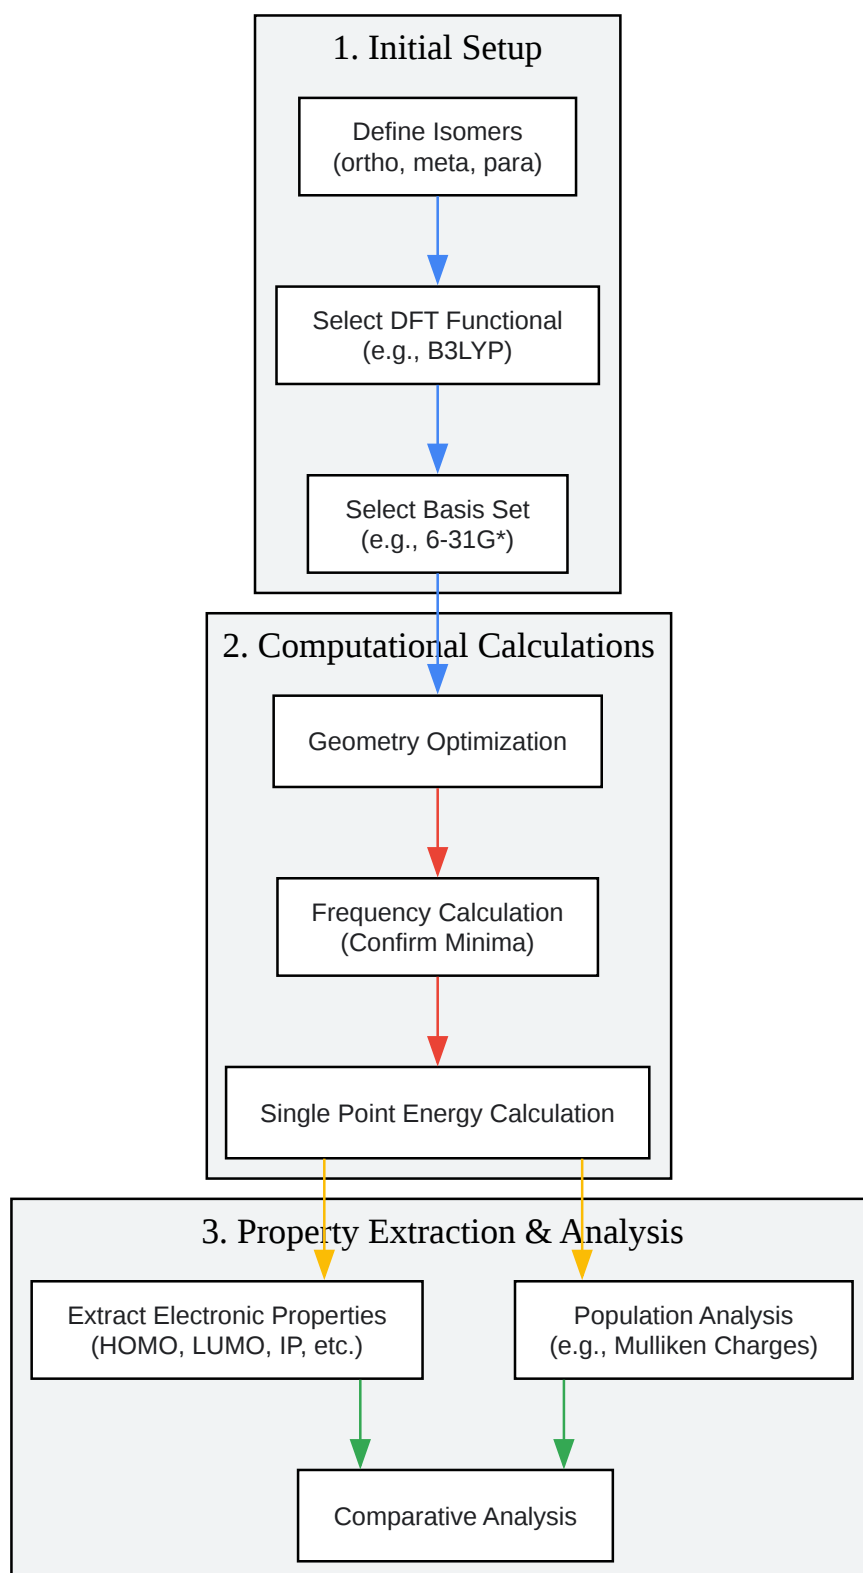 1. Initial Setup
Define Isomers
(ortho, meta, para)
Select DFT Functional
(e.g., B3LYP)
Select Basis Set
(e.g., 6-31G*)
2. Computational Calculations
Geometry Optimization
Frequency Calculation
(Confirm Minima)
Single Point Energy Calculation
3. Property Extraction & Analysis
Extract Electronic Properties
(HOMO, LUMO, IP, etc.)
Population Analysis
(e.g., Mulliken Charges)
Comparative Analysis